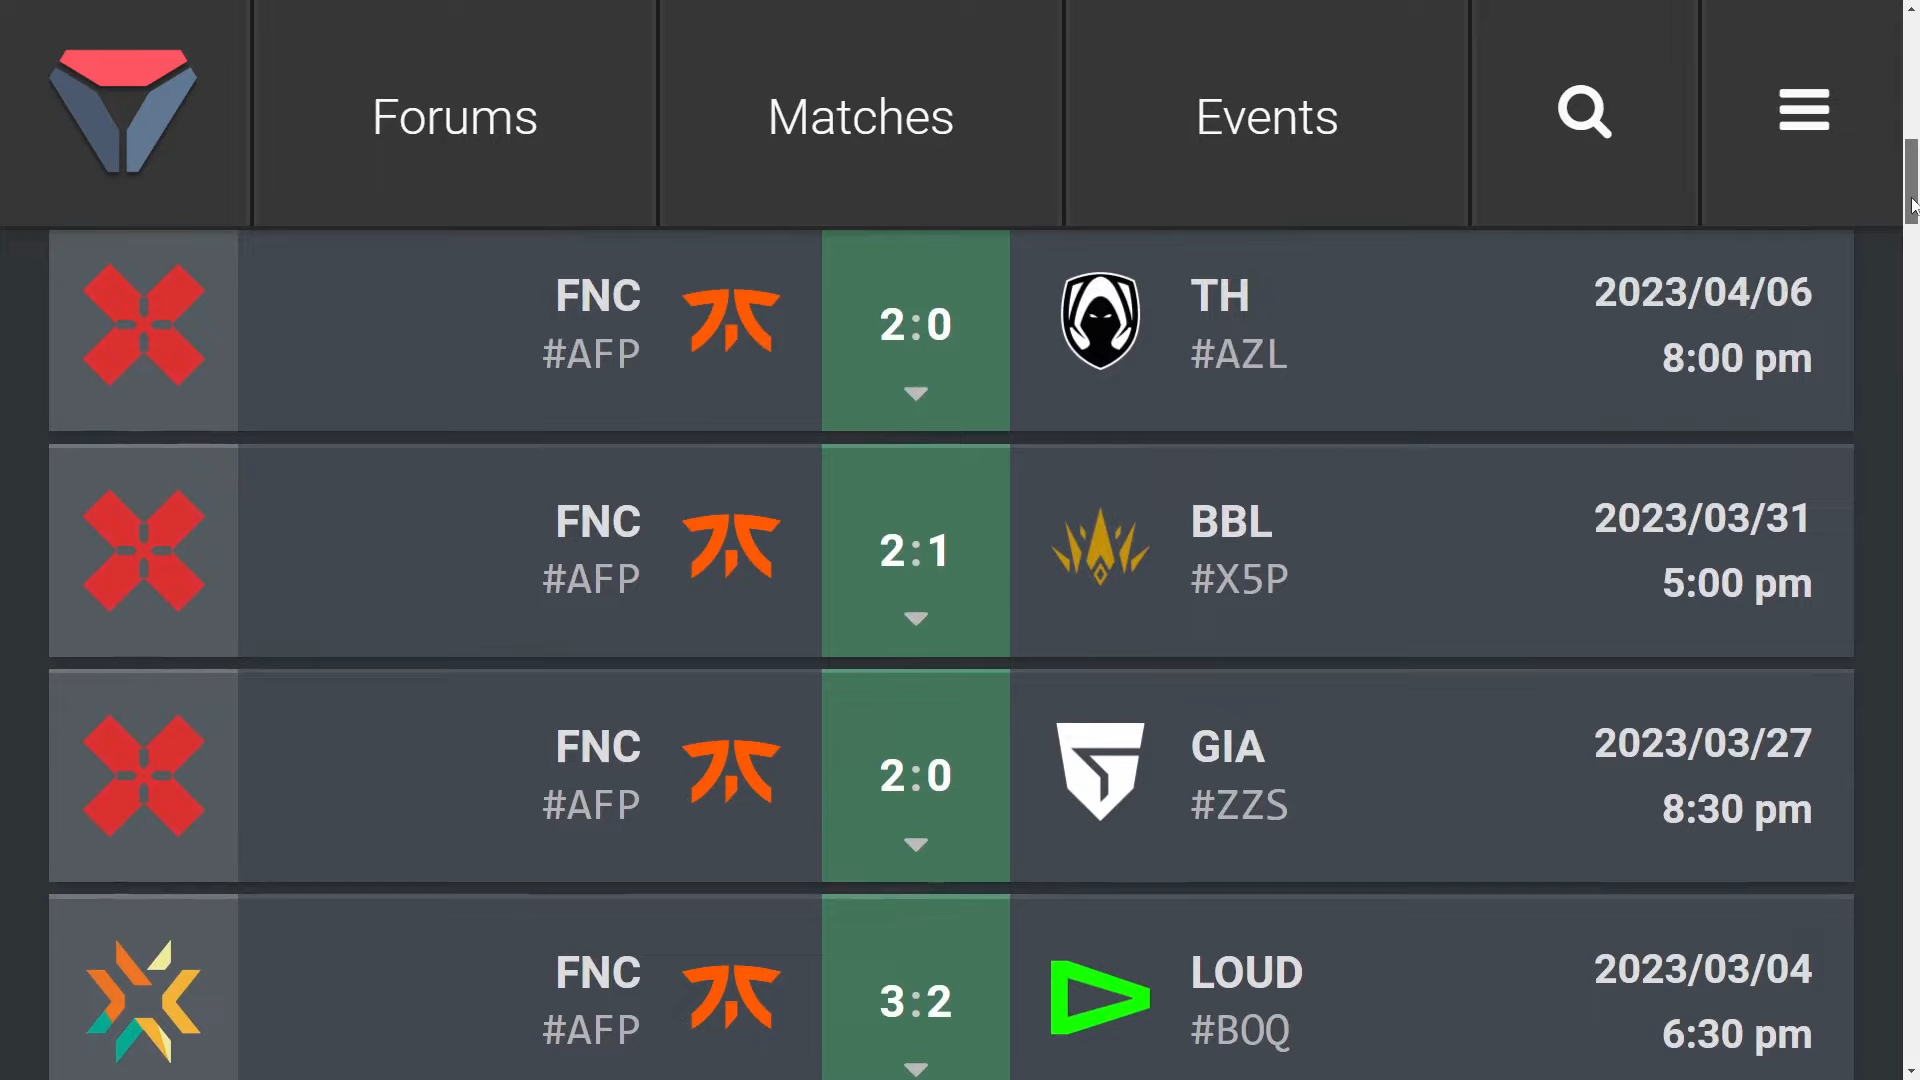 Forums Matches Events
FNC 2:0 TH 2023/04/06
#AFP #AZL 8:00 pm
FNC 2:1 BBL 2023/03/31
#AFP #X5P 5:00 pm
FNC 2:0 GIA 2023/03/27
#AFP #ZZS 8:30 pm
FNC 3:2 LOUD 2023/03/04
#AFP #BOQ 6:30 pm